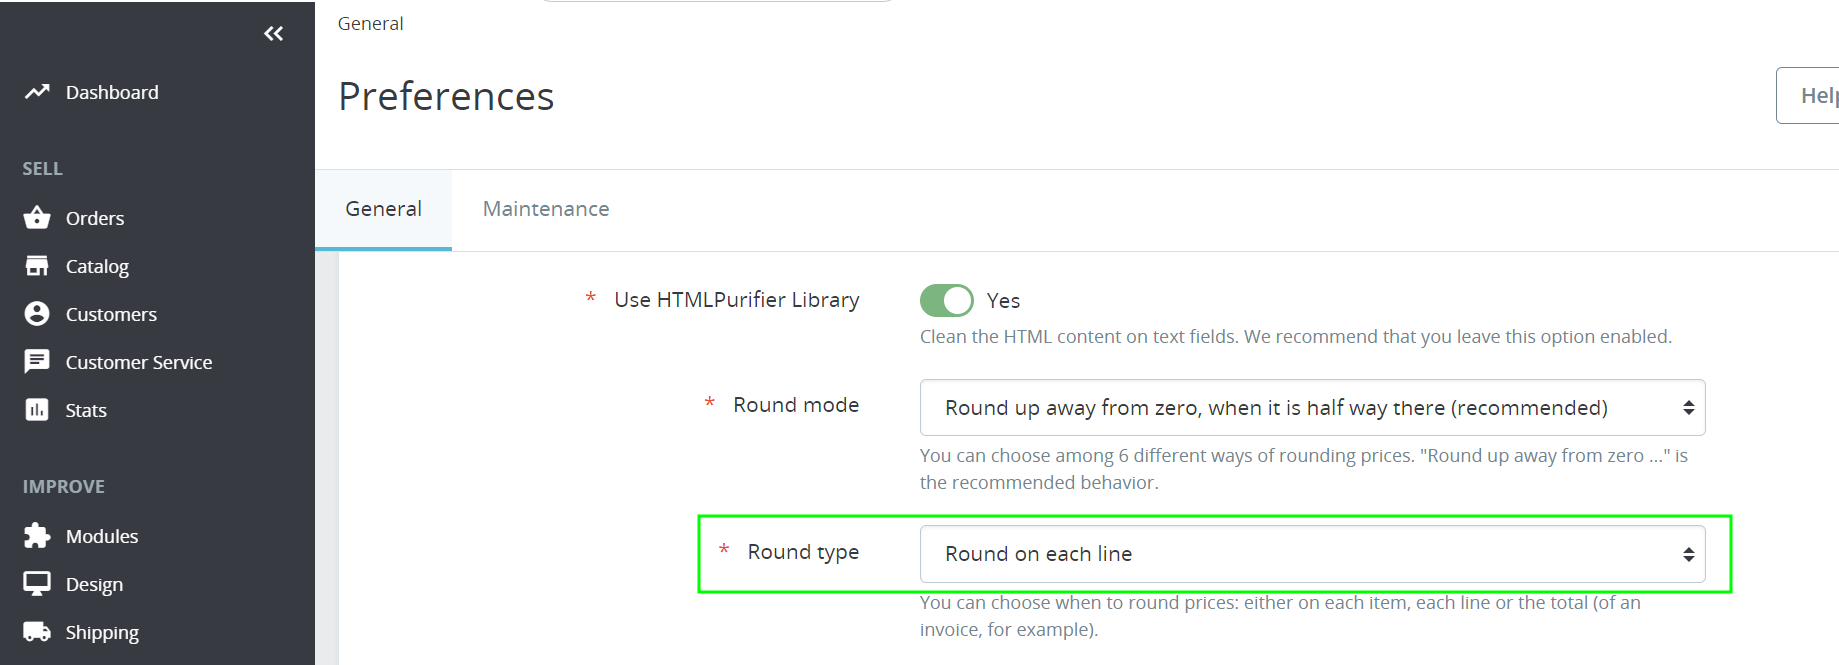 General
Preferences
Dashboard
SELL
Orders
Catalog
Customers
Customer Service
Stats
IMPROVE
Modules
Design
Shipping
General Maintenance
* Use HTMLPurifier Library Yes
Clean the HTML content on text fields. We recommend that you leave this option enabled.
* Round mode Round up away from zero, when it is half way there (recommended)
You can choose among 6 different ways of rounding prices. "Round up away from zero ..." is
the recommended behavior.
* Round type Round on each line
You can choose when to round prices: either on each item, each line or the total (of an
invoice, for example).